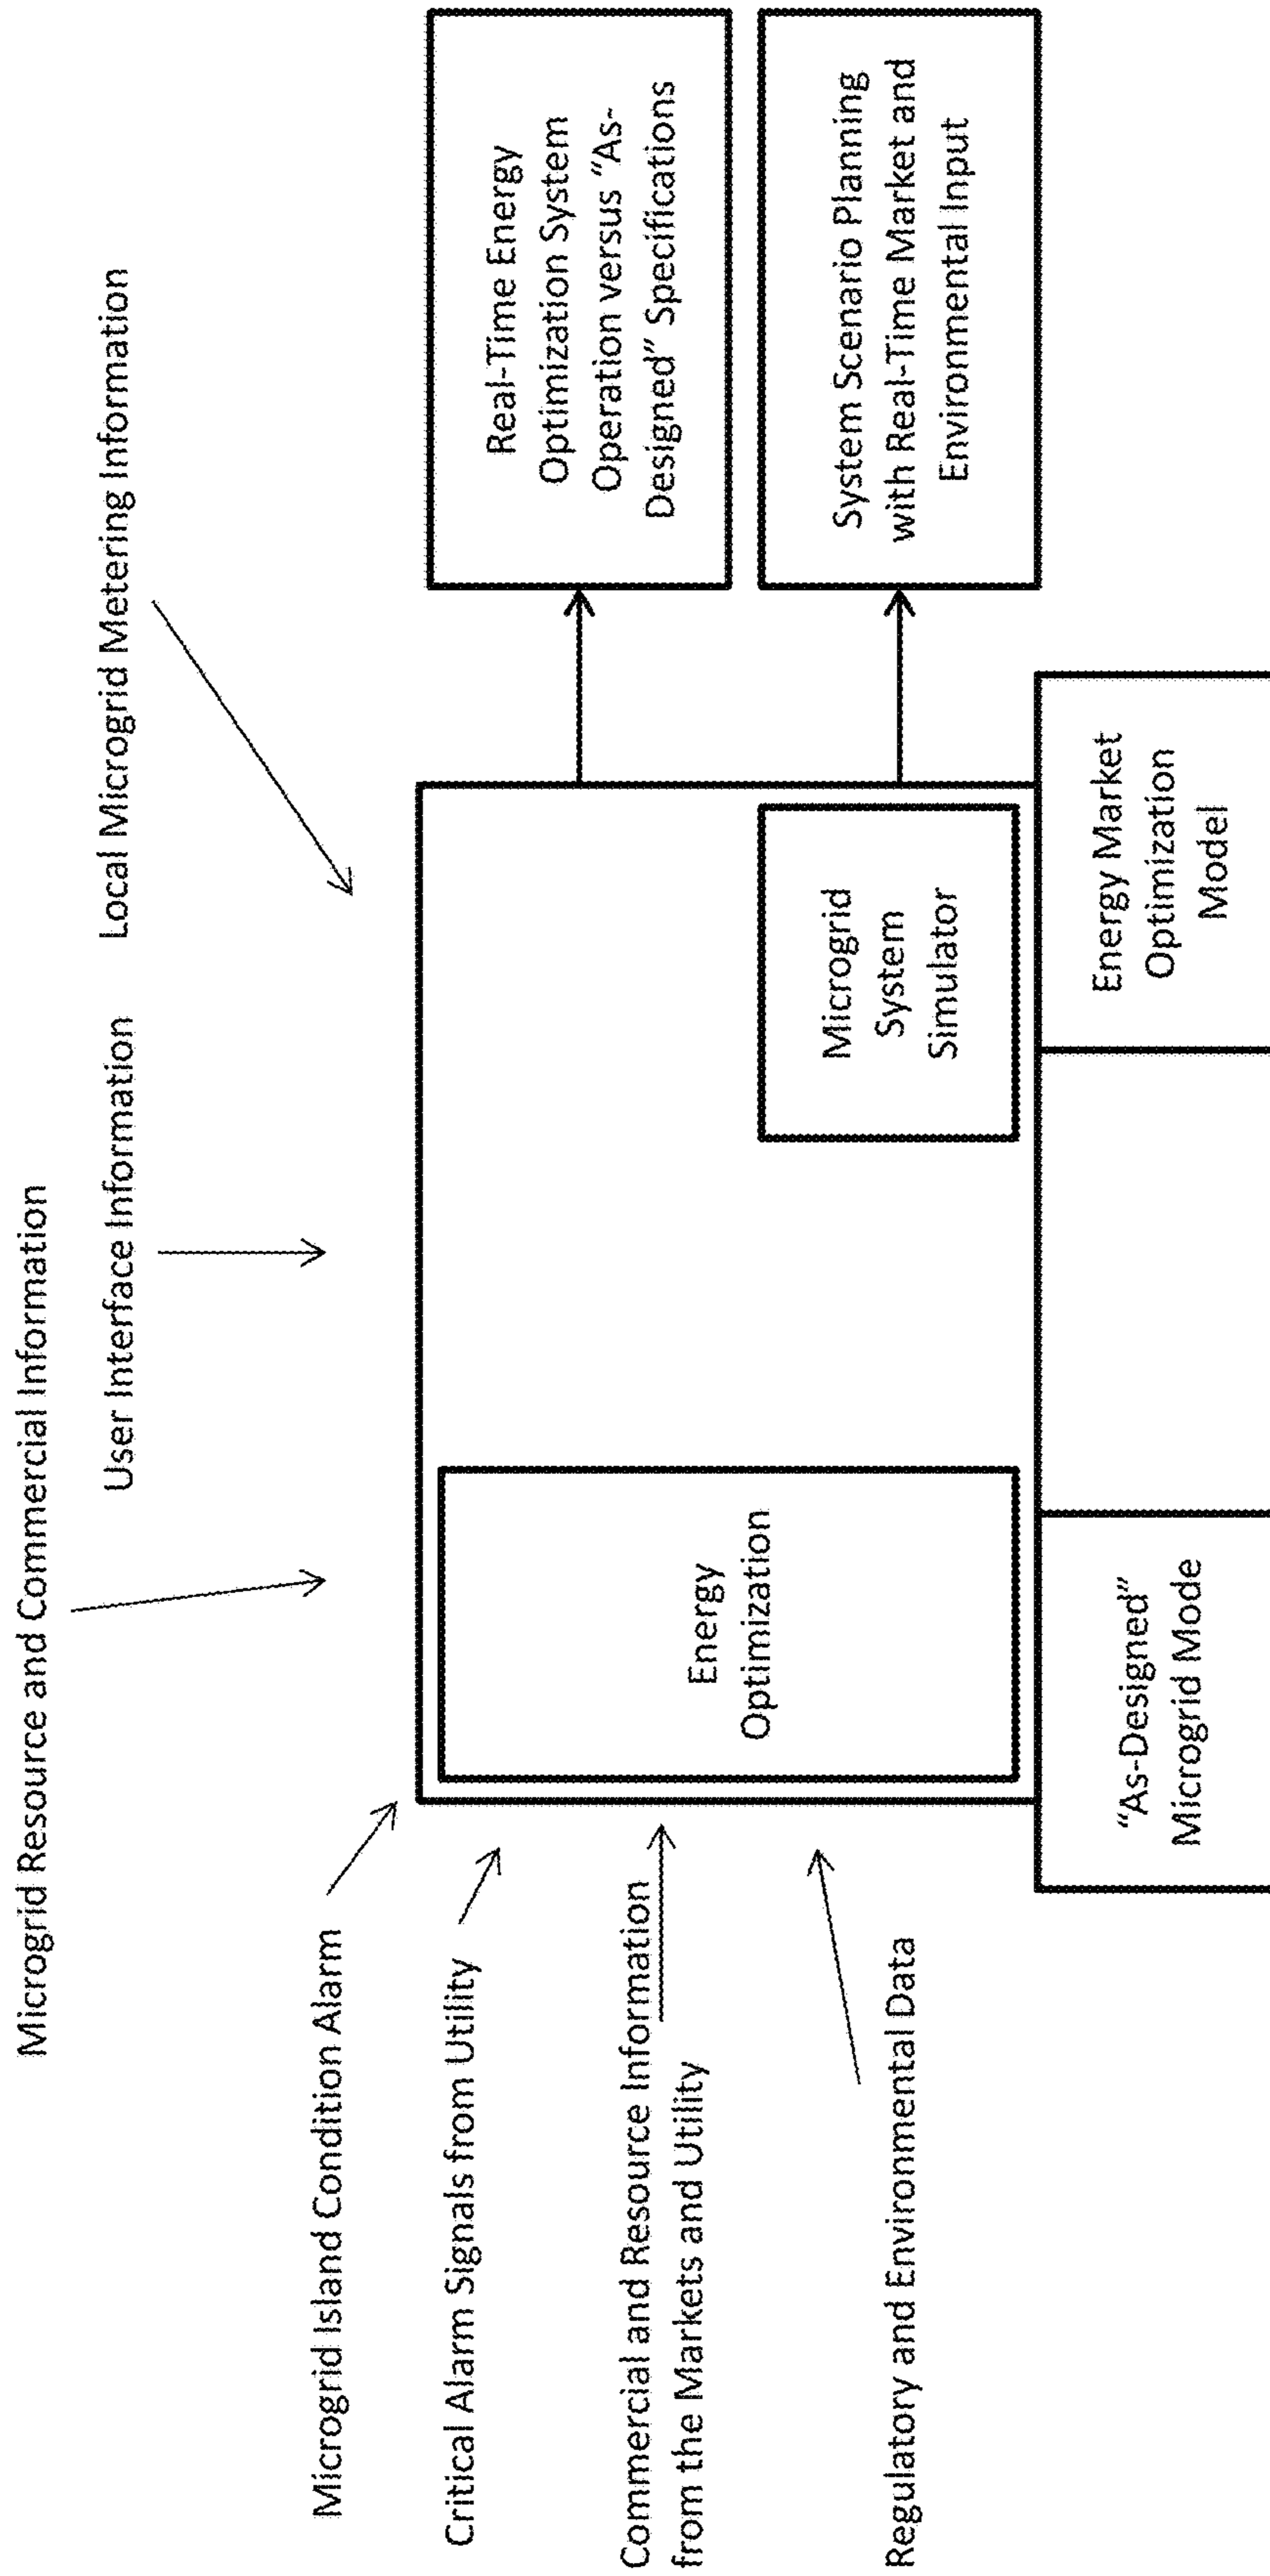 Microgrid Resource and Commercial Information
User Interface Information
Local Microgrid Metering Information
Microgrid Island Condition Alarm
Critical Alarm Signals from Utility
Commercial and Resource Information
from the Markets and Utility
Regulatory and Environmental Data
Energy
Optimization
Microgrid
System
Simulator
Real-Time Energy
Optimization System
Operation versus “As-
Designed” Specifications
System Scenario Planning
with Real-Time Market and
Environmental Input
“As-Designed”
Microgrid Mode
Energy Market
Optimization
Model